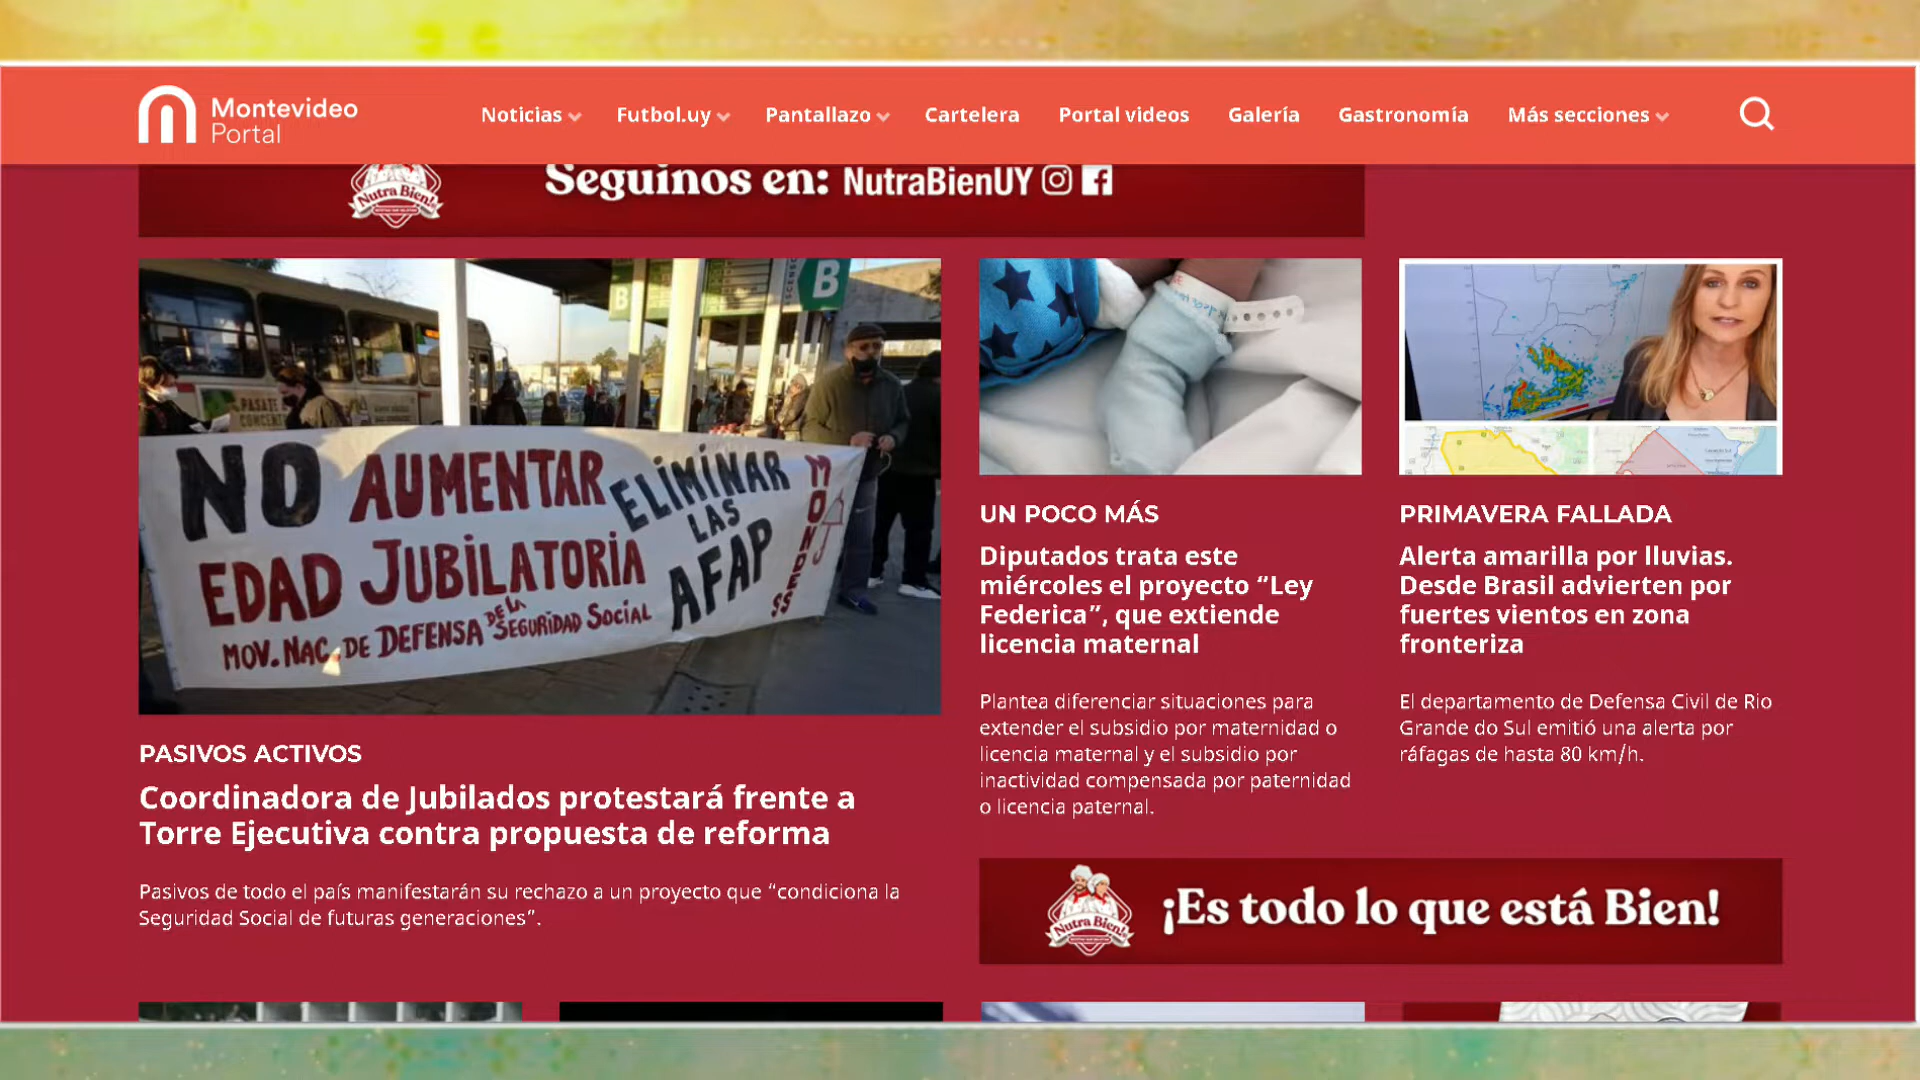 Montevideo
Portal
Noticias
Futbol.uy
Pantallazo
Cartelera
Portal videos
Galería
Gastronomía
Más secciones
Nutra Bien!
Seguinos en: NutraBienUY
B
B
NO AUMENTAR
EDAD JUBILATORIA
MOV. NAC. DE DEFENSA DE LA SEGURIDAD SOCIAL
ELIMINAR
LAS
AFAP
MONDESS
PASIVOS ACTIVOS
Coordinadora de Jubilados protestará frente a
Torre Ejecutiva contra propuesta de reforma
Pasivos de todo el país manifestarán su rechazo a un proyecto que “condiciona la
Seguridad Social de futuras generaciones”.
UN POCO MÁS
Diputados trata este
miércoles el proyecto “Ley
Federica”, que extiende
licencia maternal
Plantea diferenciar situaciones para
extender el subsidio por maternidad o
licencia maternal y el subsidio por
inactividad compensada por paternidad
o licencia paternal.
PRIMAVERA FALLADA
Alerta amarilla por lluvias.
Desde Brasil advierten por
fuertes vientos en zona
fronteriza
El departamento de Defensa Civil de Rio
Grande do Sul emitió una alerta por
ráfagas de hasta 80 km/h.
Nutra Bien!
¡Es todo lo que está Bien!